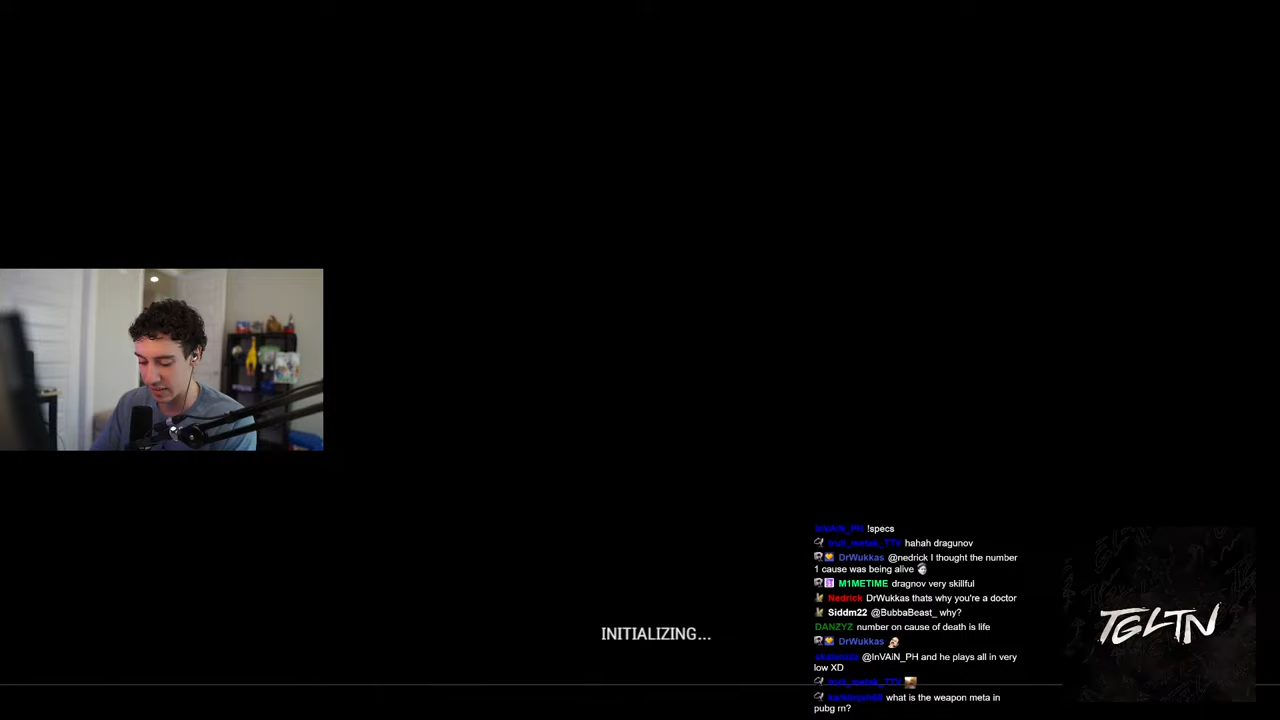 !specs
hahah dragunov
DrWukkas @nedrick I thought the number
1 cause was being alive
M1METIME dragnov very skillful
Nedrick DrWukkas thats why you're a doctor
Siddm22 @BubbaBeast_ why?
DANZYZ number on cause of death is life
DrWukkas
@InVAiN_PH and he plays all in very
low XD
what is the weapon meta in
pubg rn?
INITIALIZING...
TGLTN